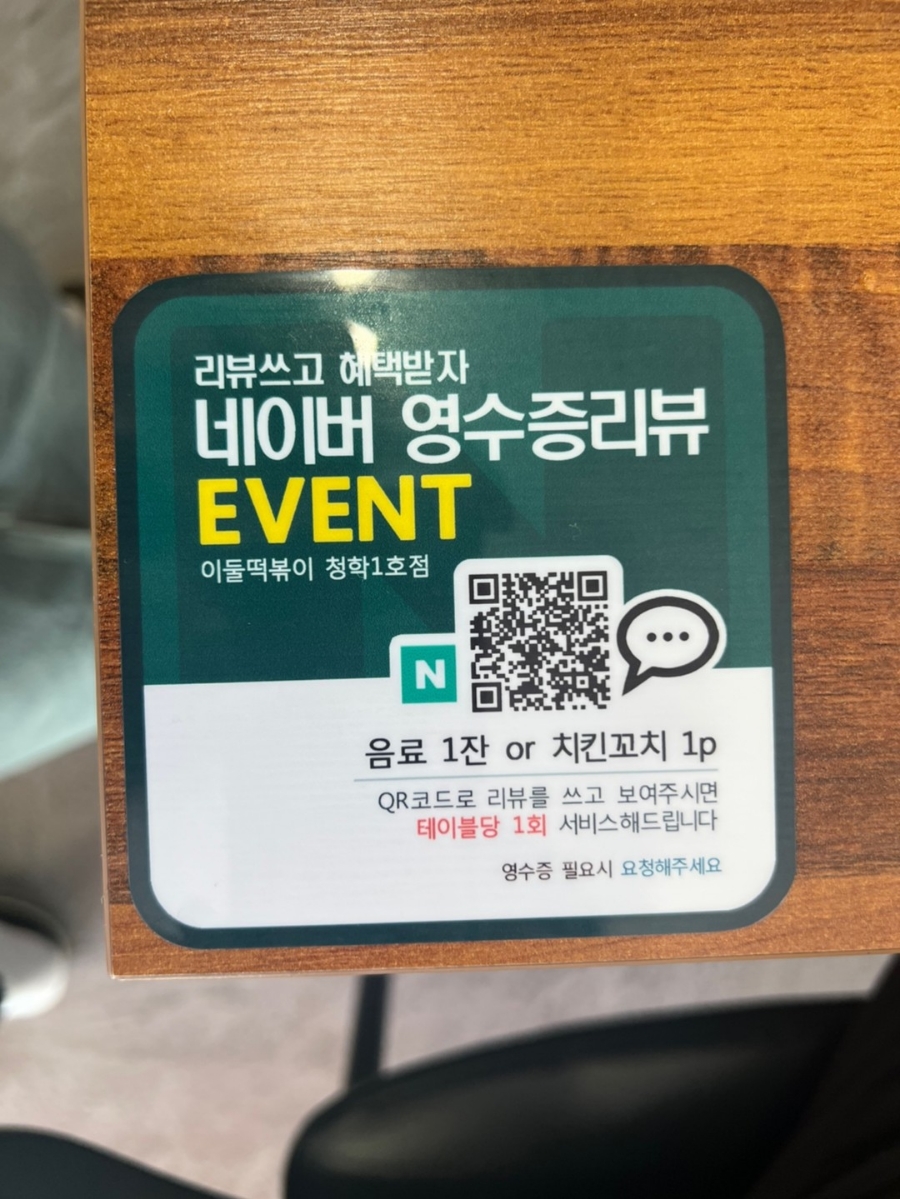 리뷰쓰고 혜택받자
네이버 영수증리뷰
EVENT
이둘떡볶이 청학1호점
N
음료 1잔 or 치킨꼬치 1p
QR코드로 리뷰를 쓰고 보여주시면
테이블당 1회 서비스해드립니다
영수증 필요시 요청해주세요